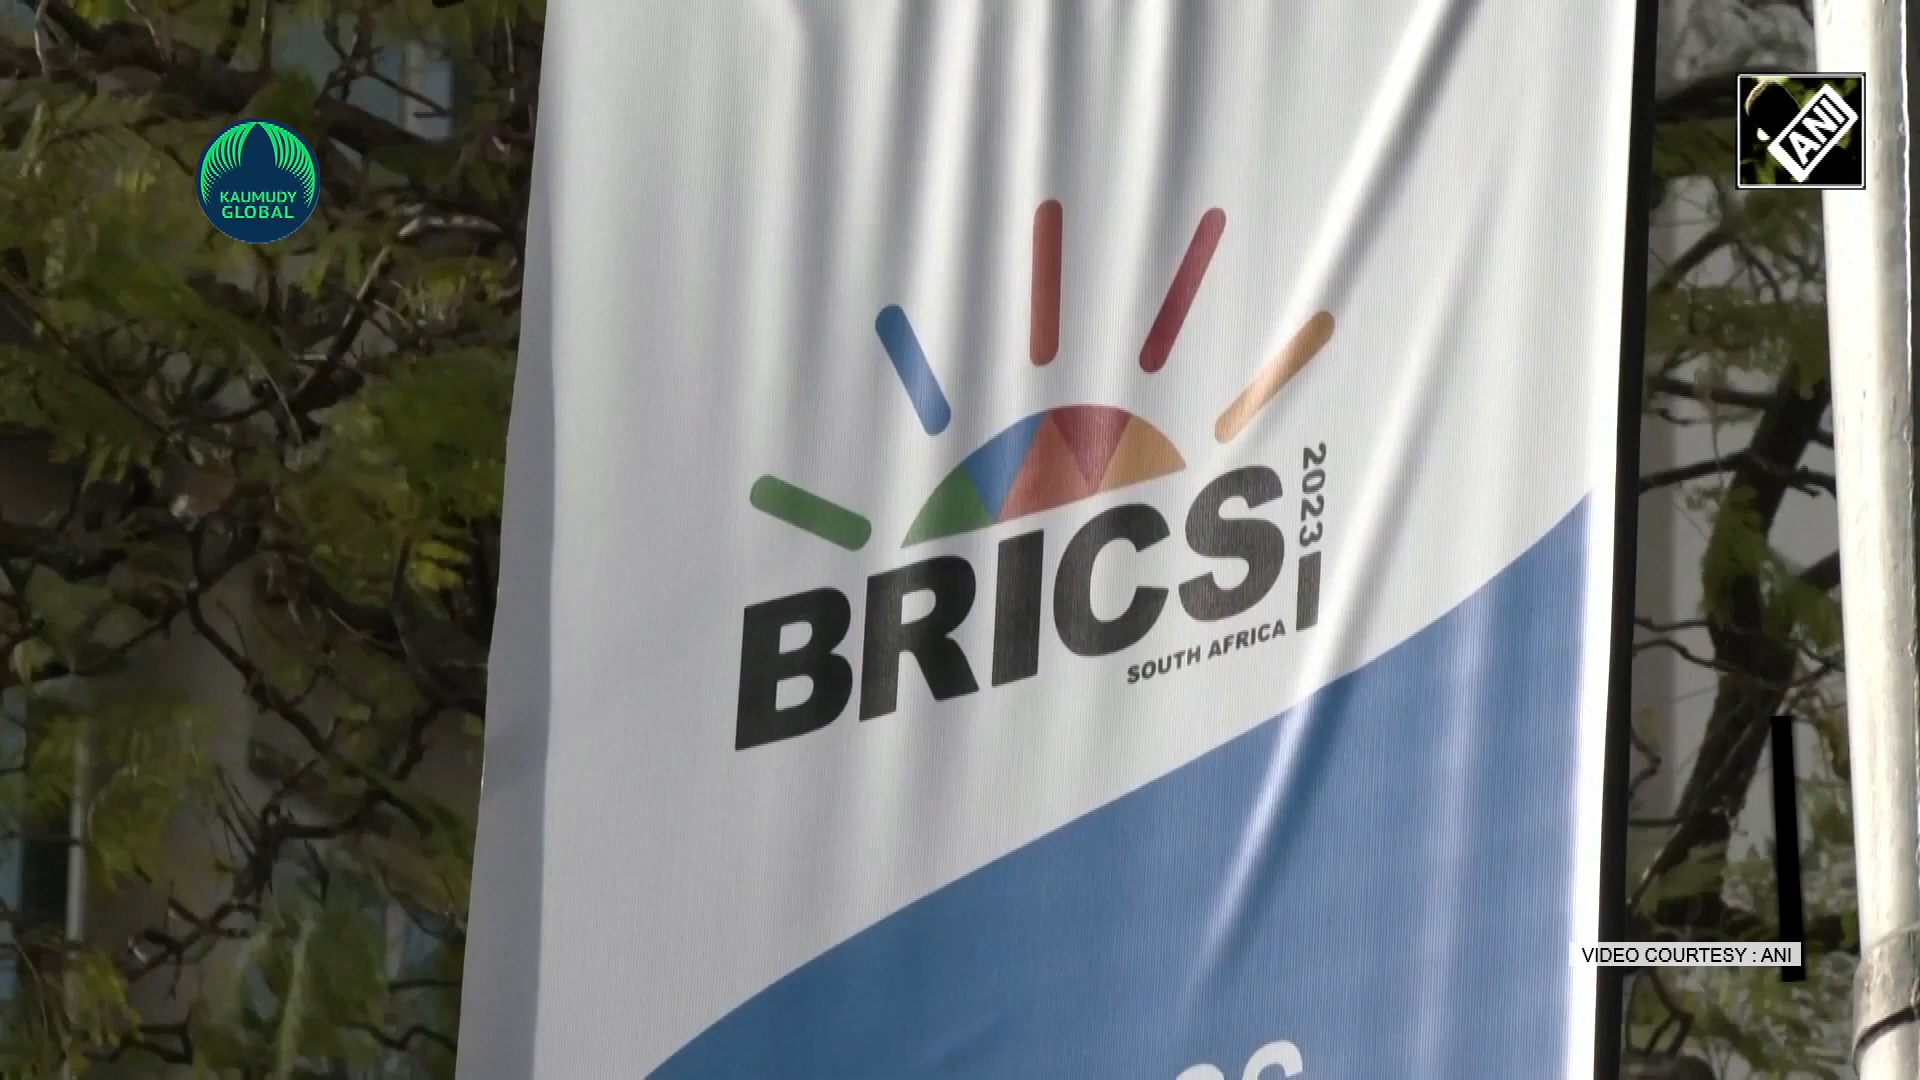 KAUMUDY
GLOBAL
ANI
BRICS
2023
SOUTH AFRICA
VIDEO COURTESY : ANI